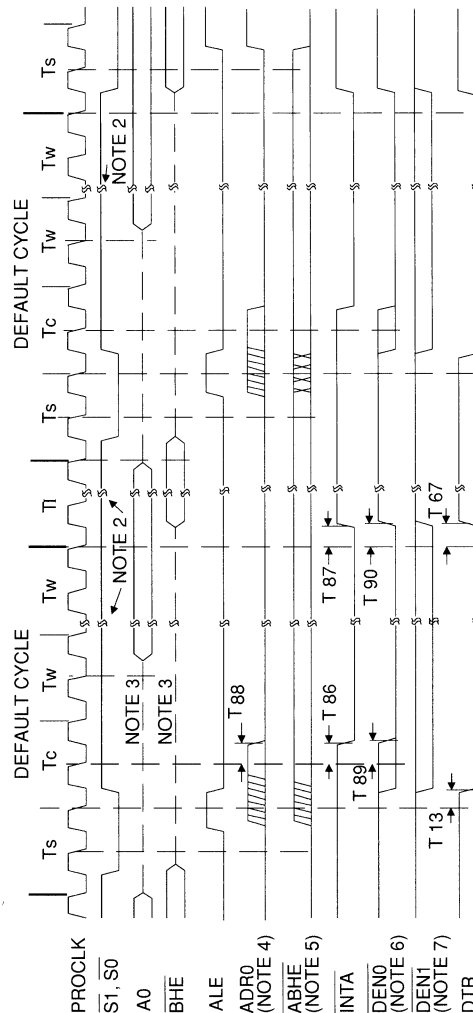 DEFAULT CYCLE DEFAULT CYCLE
Ts Tc Tw Tw TI Ts Tc Tw Tw Ts
PROCLK
S1, S0 NOTE 2 NOTE 2
A0 NOTE 3
BHE NOTE 3
ALE
ADR0 T88
(NOTE 4)
ABHE
(NOTE 5)
INTA T 86 T 87
DEN0 T 89 T 90
(NOTE 6)
DEN1
(NOTE 7) T 13 T 67
DTR